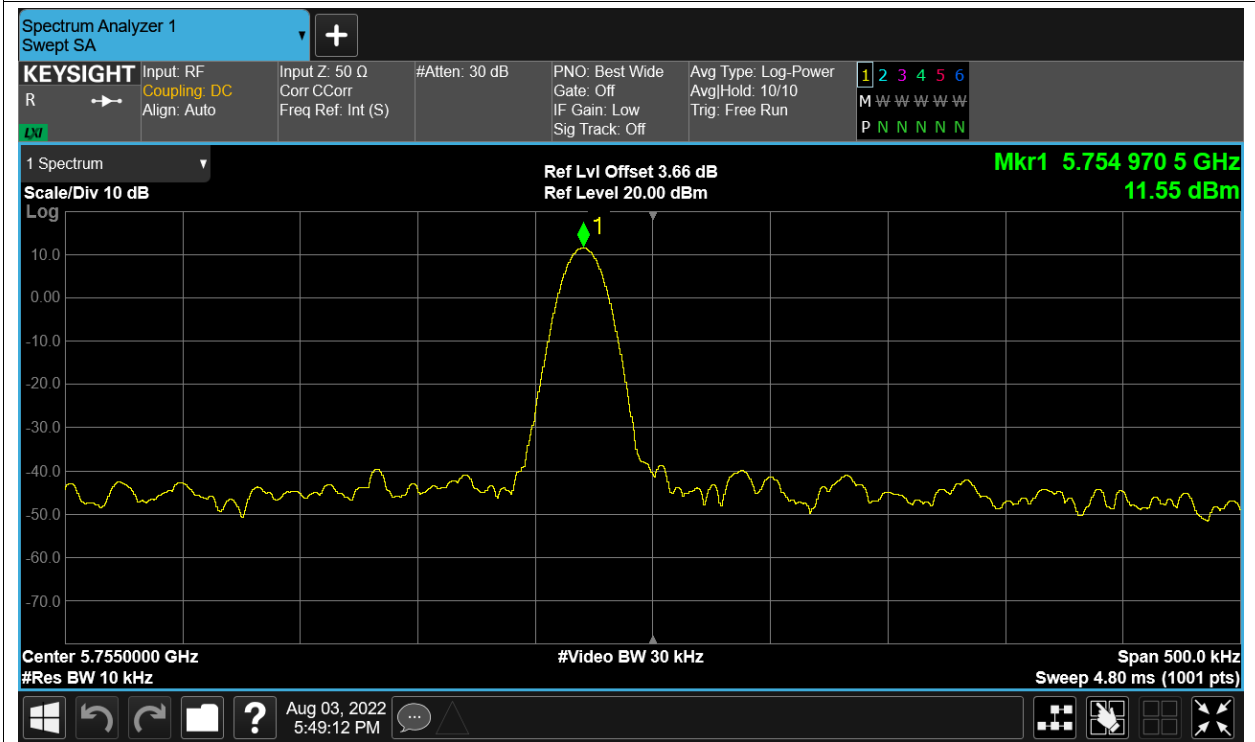 Spectrum Analyzer 1
Swept SA
+
KEYSIGHT
R
LXI
Input: RF
Coupling: DC
Align: Auto
Input Z: 50 Ω
Corr CCorr
Freq Ref: Int (S)
#Atten: 30 dB
PNO: Best Wide
Gate: Off
IF Gain: Low
Sig Track: Off
Avg Type: Log-Power
Avg|Hold: 10/10
Trig: Free Run
1 2 3 4 5 6
M W W W W W
P N N N N N
1 Spectrum
Scale/Div 10 dB
Log
Ref Lvl Offset 3.66 dB
Ref Level 20.00 dBm
Mkr1 5.754 970 5 GHz
11.55 dBm
1
10.0
0.00
-10.0
-20.0
-30.0
-40.0
-50.0
-60.0
-70.0
Center 5.7550000 GHz
#Res BW 10 kHz
#Video BW 30 kHz
Span 500.0 kHz
Sweep 4.80 ms (1001 pts)
?
Aug 03, 2022
5:49:12 PM